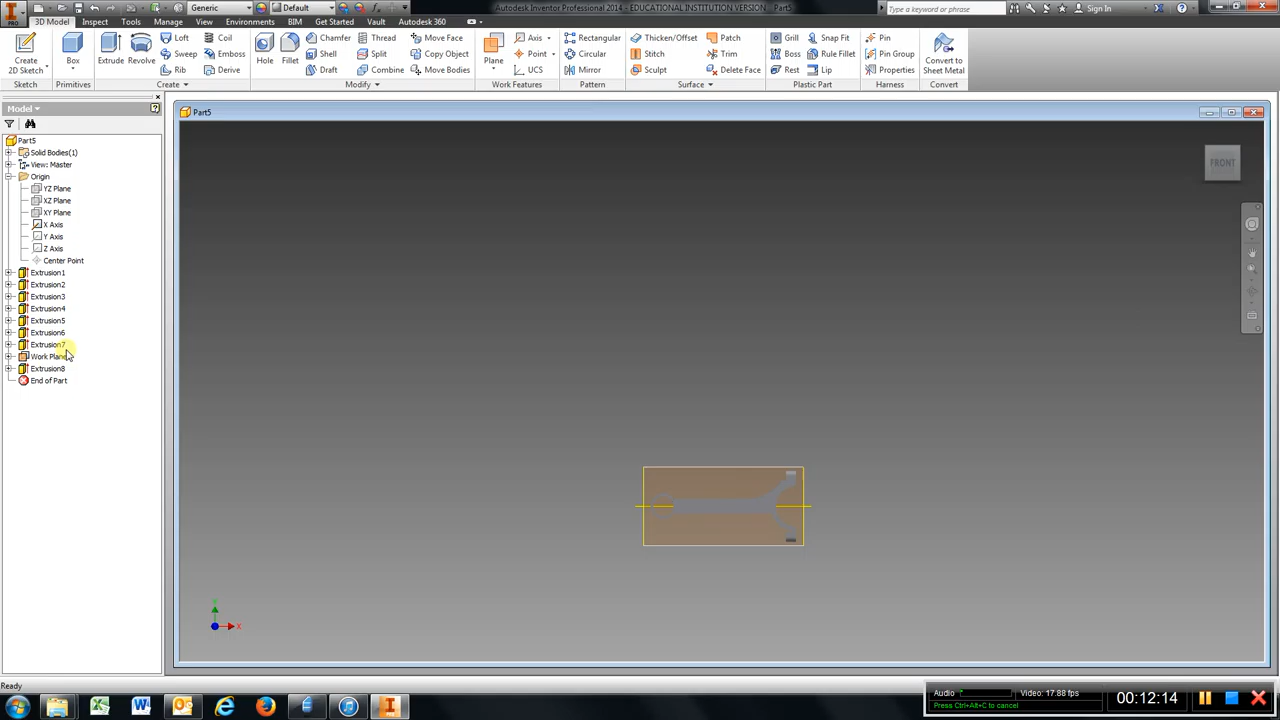 Generic
Default
Autodesk Inventor Professional 2014 - EDUCATIONAL INSTITUTION VERSION Part5
Type a keyword or phrase
Sign In
PRO
3D Model
Inspect
Tools
Manage
View
Environments
BIM
Get Started
Vault
Autodesk 360
Create
2D Sketch
Box
Extrude
Revolve
Loft
Coil
Sweep
Emboss
Rib
Derive
Hole
Fillet
Chamfer
Thread
Move Face
Shell
Split
Copy Object
Draft
Combine
Move Bodies
Plane
Axis
Point
UCS
Rectangular
Circular
Mirror
Thicken/Offset
Patch
Stitch
Trim
Sculpt
Delete Face
Grill
Snap Fit
Boss
Rule Fillet
Rest
Lip
Pin
Pin Group
Properties
Convert to
Sheet Metal
Sketch
Primitives
Create
Modify
Work Features
Pattern
Surface
Plastic Part
Harness
Convert
Model
Part5
Solid Bodies(1)
View: Master
Origin
YZ Plane
XZ Plane
XY Plane
X Axis
Y Axis
Z Axis
Center Point
Extrusion1
Extrusion2
Extrusion3
Extrusion4
Extrusion5
Extrusion6
Extrusion7
Work Plane
Extrusion8
End of Part
Part5
FRONT
Y
X
Ready
Audio
Video: 17.88 fps
Press Ctrl+Alt+C to cancel
00:12:14